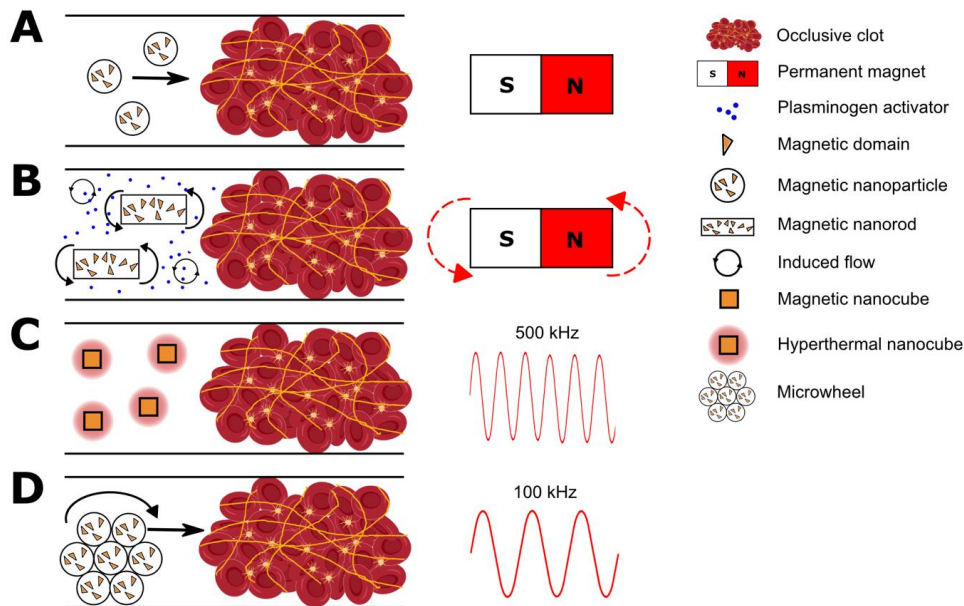 A
S N
B
S N
C
500 kHz
D
100 kHz
Occlusive clot
S N
Permanent magnet
Plasminogen activator
Magnetic domain
Magnetic nanoparticle
Magnetic nanorod
Induced flow
Magnetic nanocube
Hyperthermal nanocube
Microwheel